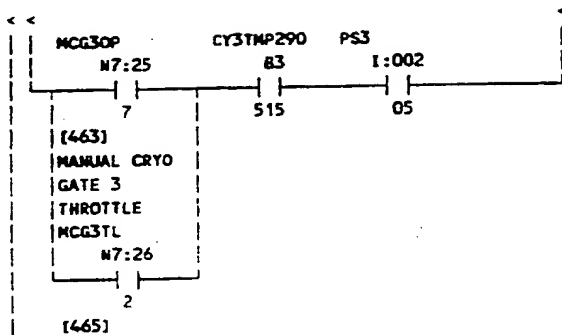 MCG3OP CY3TMP290 PS3
N7:25 B3 I:002
7 515 05
[463]
MANUAL CRYO
GATE 3
THROTTLE
MCG3TL
N7:26
2
[465]